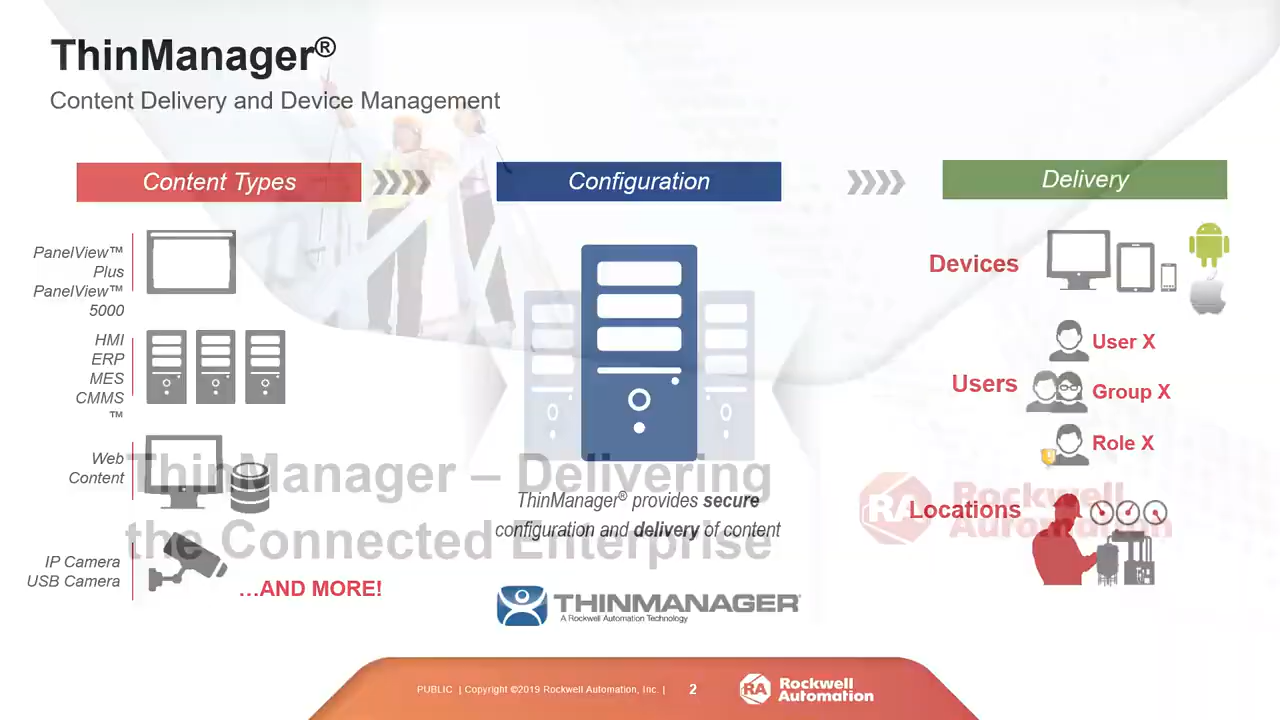 ThinManager®
Content Delivery and Device Management
Content Types
Configuration
Delivery
PanelView™
Plus
PanelView™
5000
HMI
ERP
MES
CMMS
™
Web
Content
IP Camera
USB Camera
…AND MORE!
ThinManager – Delivering
the Connected Enterprise
ThinManager® provides secure
configuration and delivery of content
THINMANAGER®
A Rockwell Automation Technology
Devices
Users
User X
Group X
Role X
Locations
RA
Rockwell
Automation
PUBLIC | Copyright ©2019 Rockwell Automation, Inc. |
2
RA
Rockwell
Automation